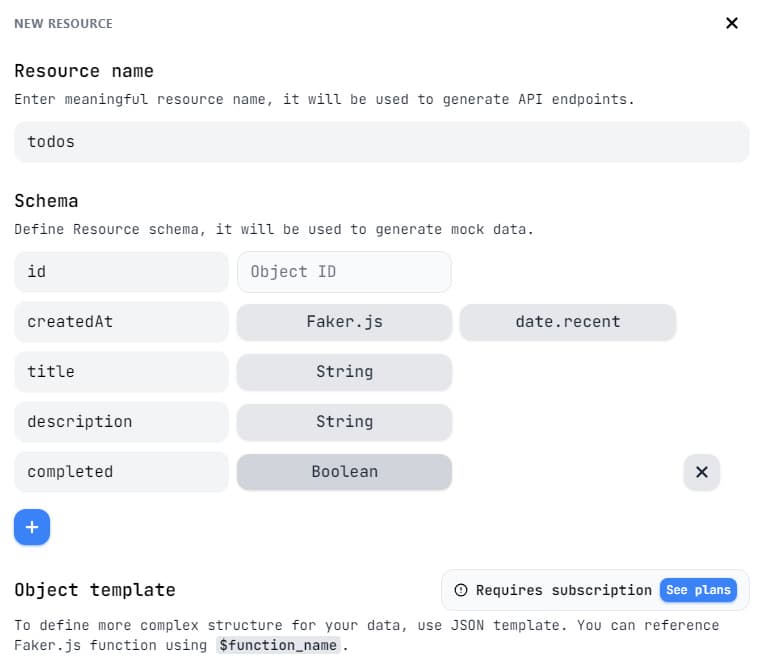 NEW RESOURCE
Resource name
Enter meaningful resource name, it will be used to generate API endpoints.
todos
Schema
Define Resource schema, it will be used to generate mock data.
id Object ID
createdAt Faker.js date.recent
title String
description String
completed Boolean
Object template Requires subscription See plans
To define more complex structure for your data, use JSON template. You can reference
Faker.js function using $function_name.